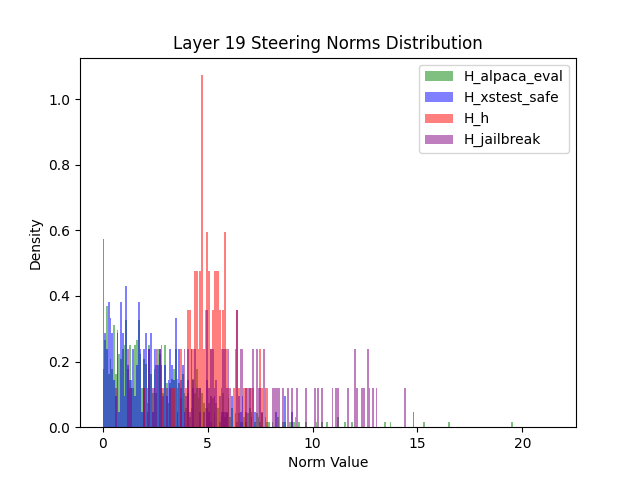 Layer 19 Steering Norms Distribution
H_alpaca_eval
H_xstest_safe
H_h
H_jailbreak
Density
1.0
0.8
0.6
0.4
0.2
0.0
0 5 10 15 20
Norm Value